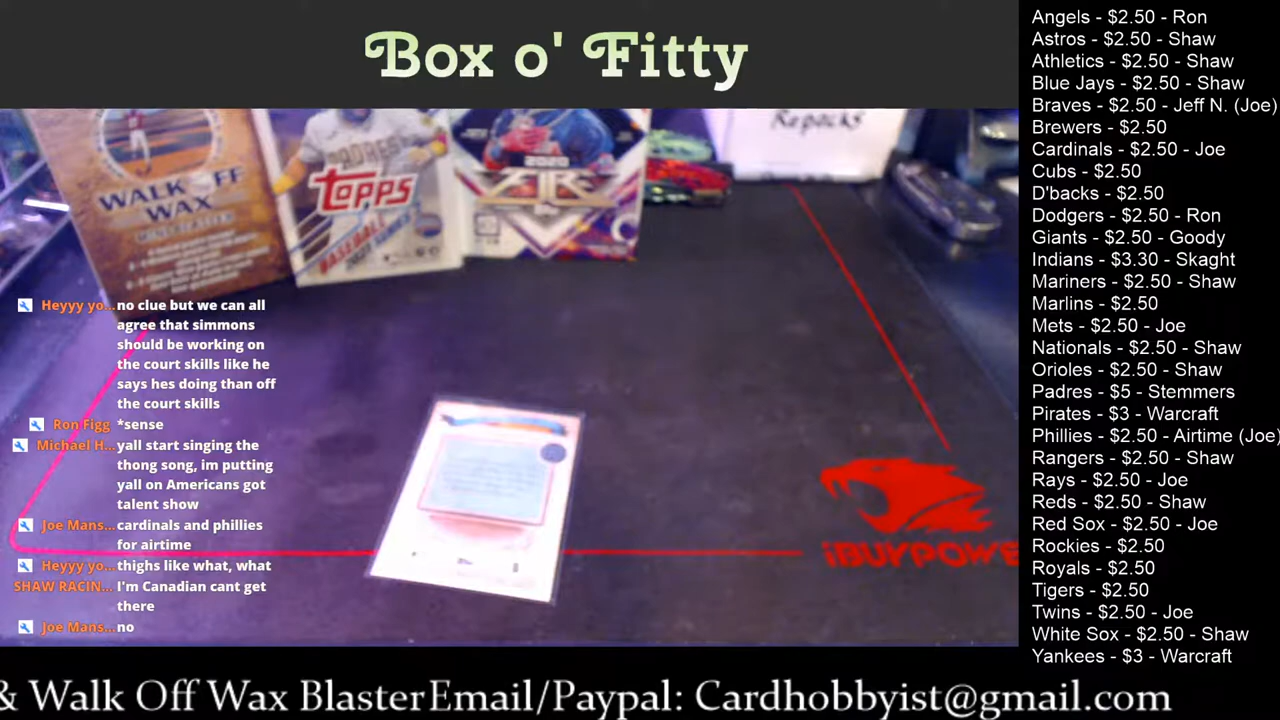 Box o' Fitty
Repacks
WALK OFF
WAX
PADRES
topps
BASEBALL
2020
FIRE
Heyyy yo... no clue but we can all
agree that simmons
should be working on
the court skills like he
says hes doing than off
the court skills
Ron Figg *sense
Michael H... yall start singing the
thong song, im putting
yall on Americans got
talent show
Joe Mans... cardinals and phillies
for airtime
Heyyy yo... thighs like what, what
SHAW RACIN... I'm Canadian cant get
there
Joe Mans... no
iBUYPOWE
Angels - $2.50 - Ron
Astros - $2.50 - Shaw
Athletics - $2.50 - Shaw
Blue Jays - $2.50 - Shaw
Braves - $2.50 - Jeff N. (Joe)
Brewers - $2.50
Cardinals - $2.50 - Joe
Cubs - $2.50
D'backs - $2.50
Dodgers - $2.50 - Ron
Giants - $2.50 - Goody
Indians - $3.30 - Skaght
Mariners - $2.50 - Shaw
Marlins - $2.50
Mets - $2.50 - Joe
Nationals - $2.50 - Shaw
Orioles - $2.50 - Shaw
Padres - $5 - Stemmers
Pirates - $3 - Warcraft
Phillies - $2.50 - Airtime (Joe)
Rangers - $2.50 - Shaw
Rays - $2.50 - Joe
Reds - $2.50 - Shaw
Red Sox - $2.50 - Joe
Rockies - $2.50
Royals - $2.50
Tigers - $2.50
Twins - $2.50 - Joe
White Sox - $2.50 - Shaw
Yankees - $3 - Warcraft
& Walk Off Wax Blaster Email/Paypal: Cardhobbyist@gmail.com